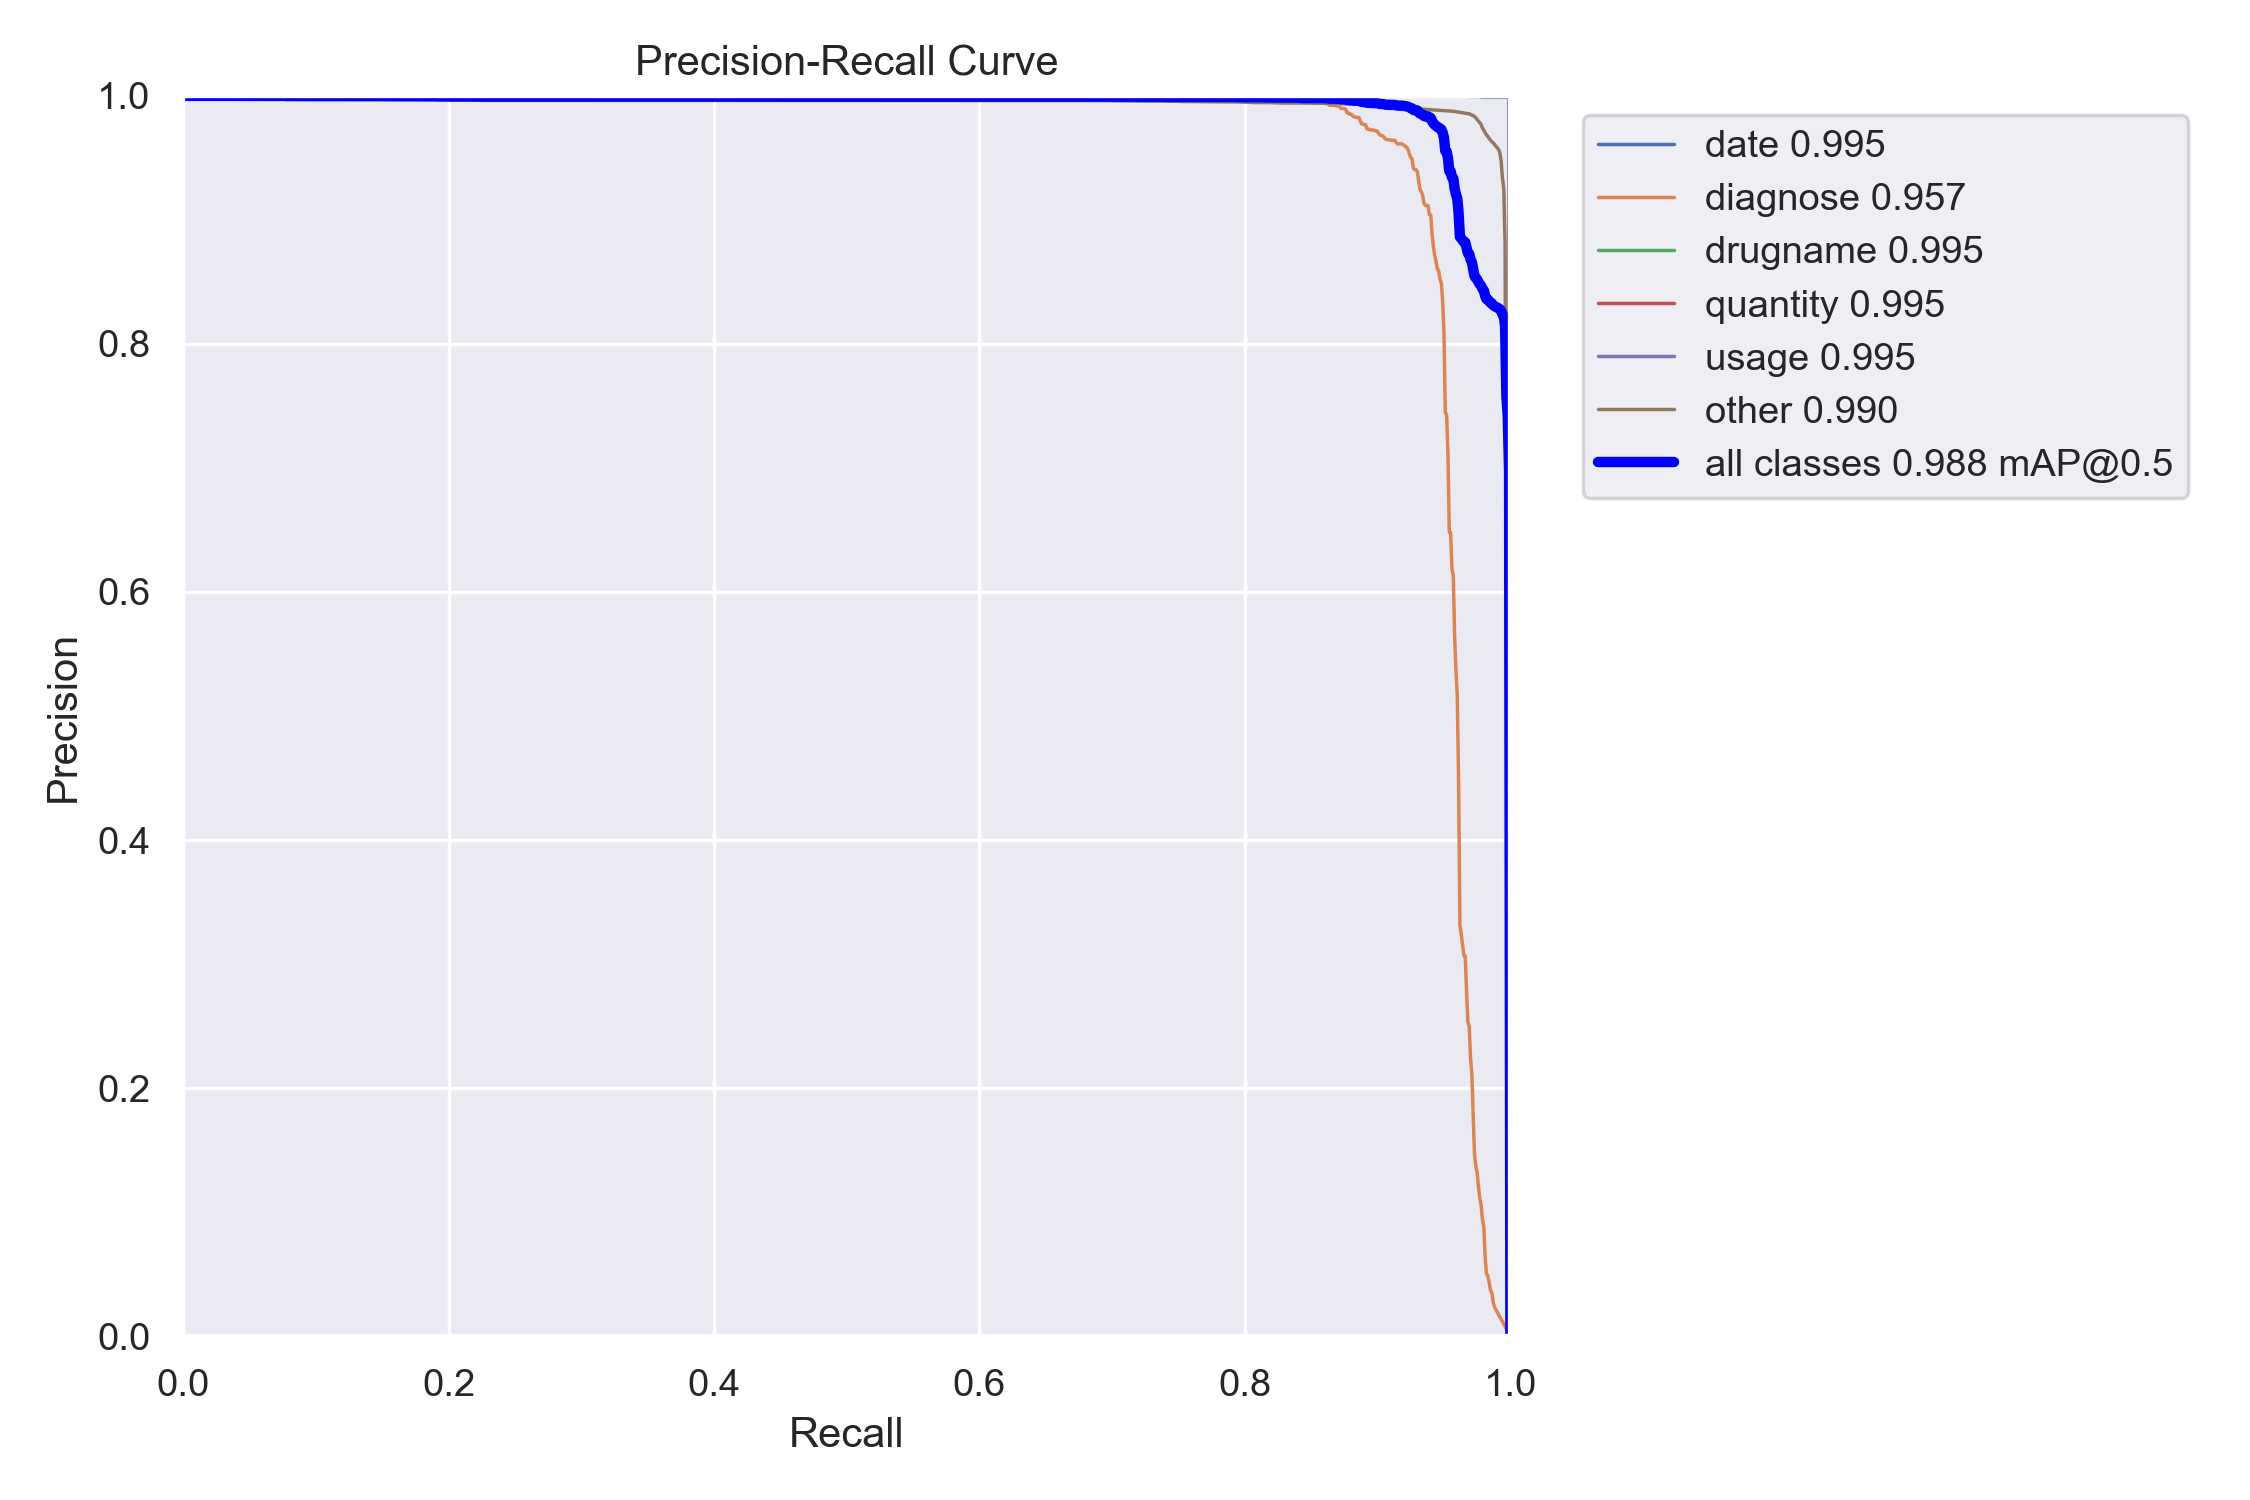 Precision-Recall Curve
1.0
0.8
0.6
0.4
0.2
0.0
Precision
0.0 0.2 0.4 0.6 0.8 1.0
Recall
date 0.995
diagnose 0.957
drugname 0.995
quantity 0.995
usage 0.995
other 0.990
all classes 0.988 mAP@0.5